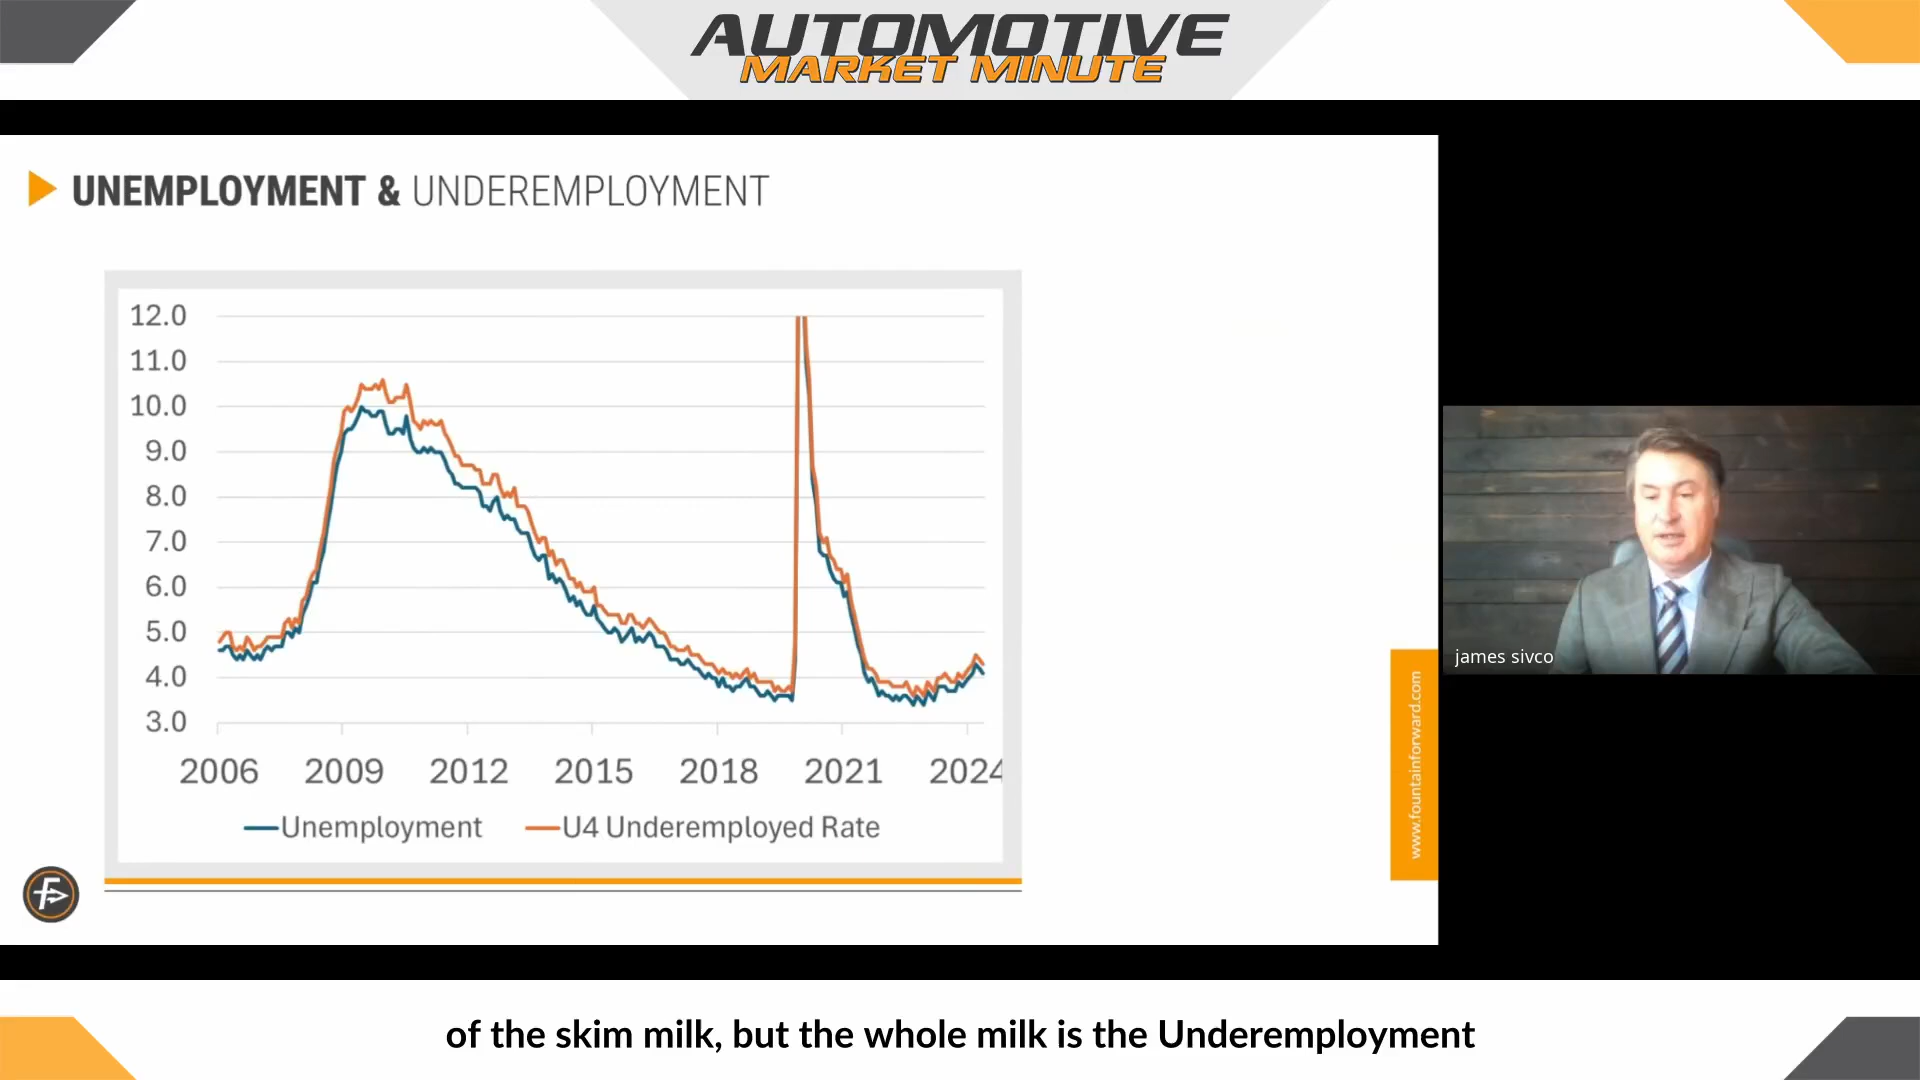 AUTOMOTIVE
MARKET MINUTE
UNEMPLOYMENT & UNDEREMPLOYMENT
12.0
11.0
10.0
9.0
8.0
7.0
6.0
5.0
4.0
3.0
2006 2009 2012 2015 2018 2021 2024
Unemployment U4 Underemployed Rate
www.fountainforward.com
james sivco
of the skim milk, but the whole milk is the Underemployment